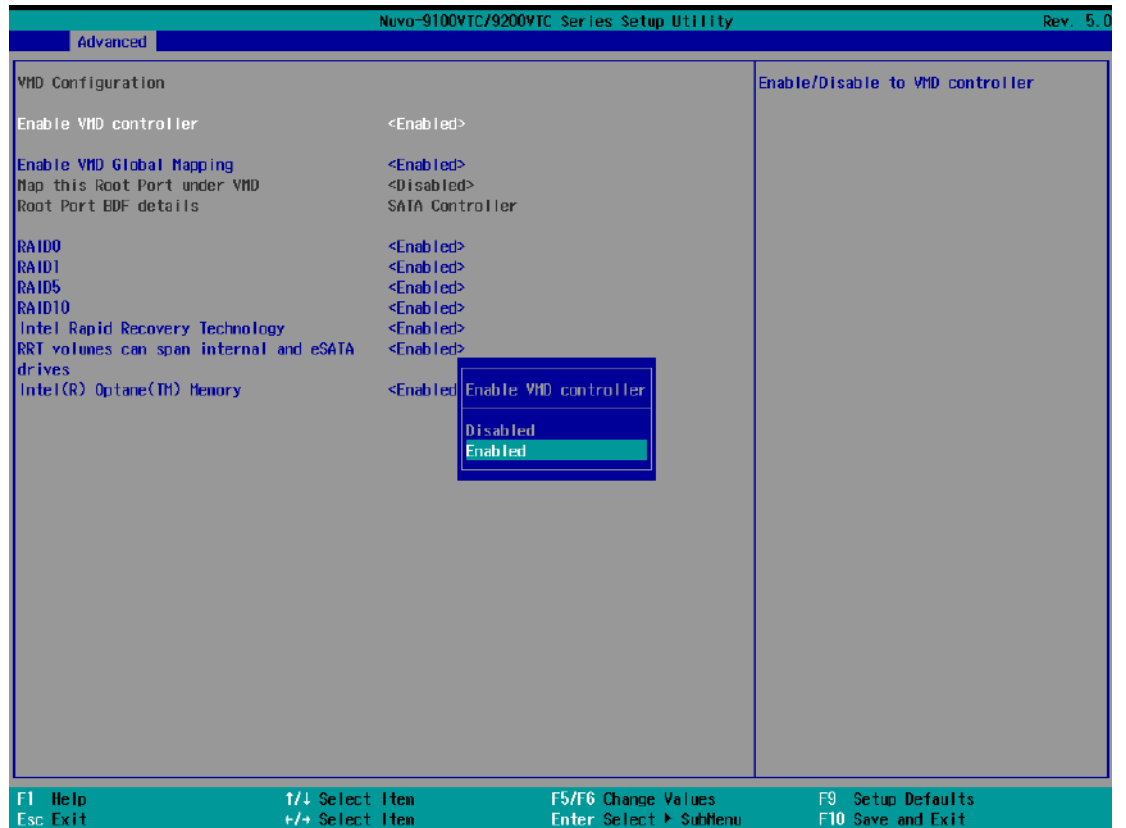 Nuvo-9100VTC/9200VTC Series Setup Utility Rev. 5.0
Advanced
VMD Configuration
Enable/Disable to VMD controller
Enable VMD controller <Enabled>
Enable VMD Global Mapping <Enabled>
Map this Root Port under VMD <Disabled>
Root Port BDF details SATA Controller
RAID0 <Enabled>
RAID1 <Enabled>
RAID5 <Enabled>
RAID10 <Enabled>
Intel Rapid Recovery Technology <Enabled>
RRT volumes can span internal and eSATA <Enabled>
drives
Intel(R) Optane(TM) Memory <Enabled
Enable VMD controller
Disabled
Enabled
F1 Help ↑/↓ Select Item F5/F6 Change Values F9 Setup Defaults
Esc Exit ←/→ Select Item Enter Select ▶ SubMenu F10 Save and Exit